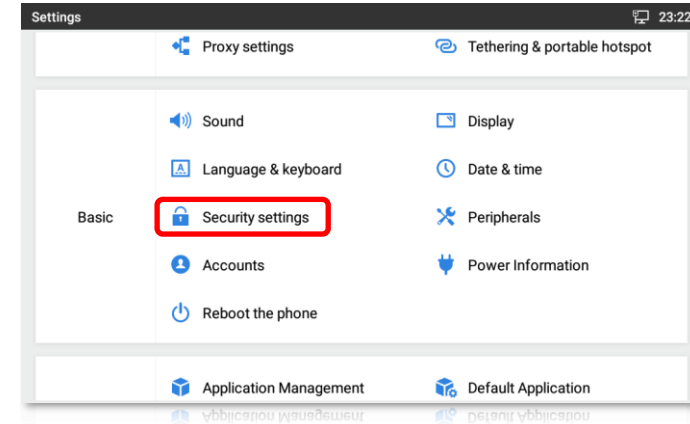 Settings 23:22
Proxy settings Tethering & portable hotspot
Sound Display
Language & keyboard Date & time
Basic Security settings Peripherals
Accounts Power Information
Reboot the phone
Application Management Default Application